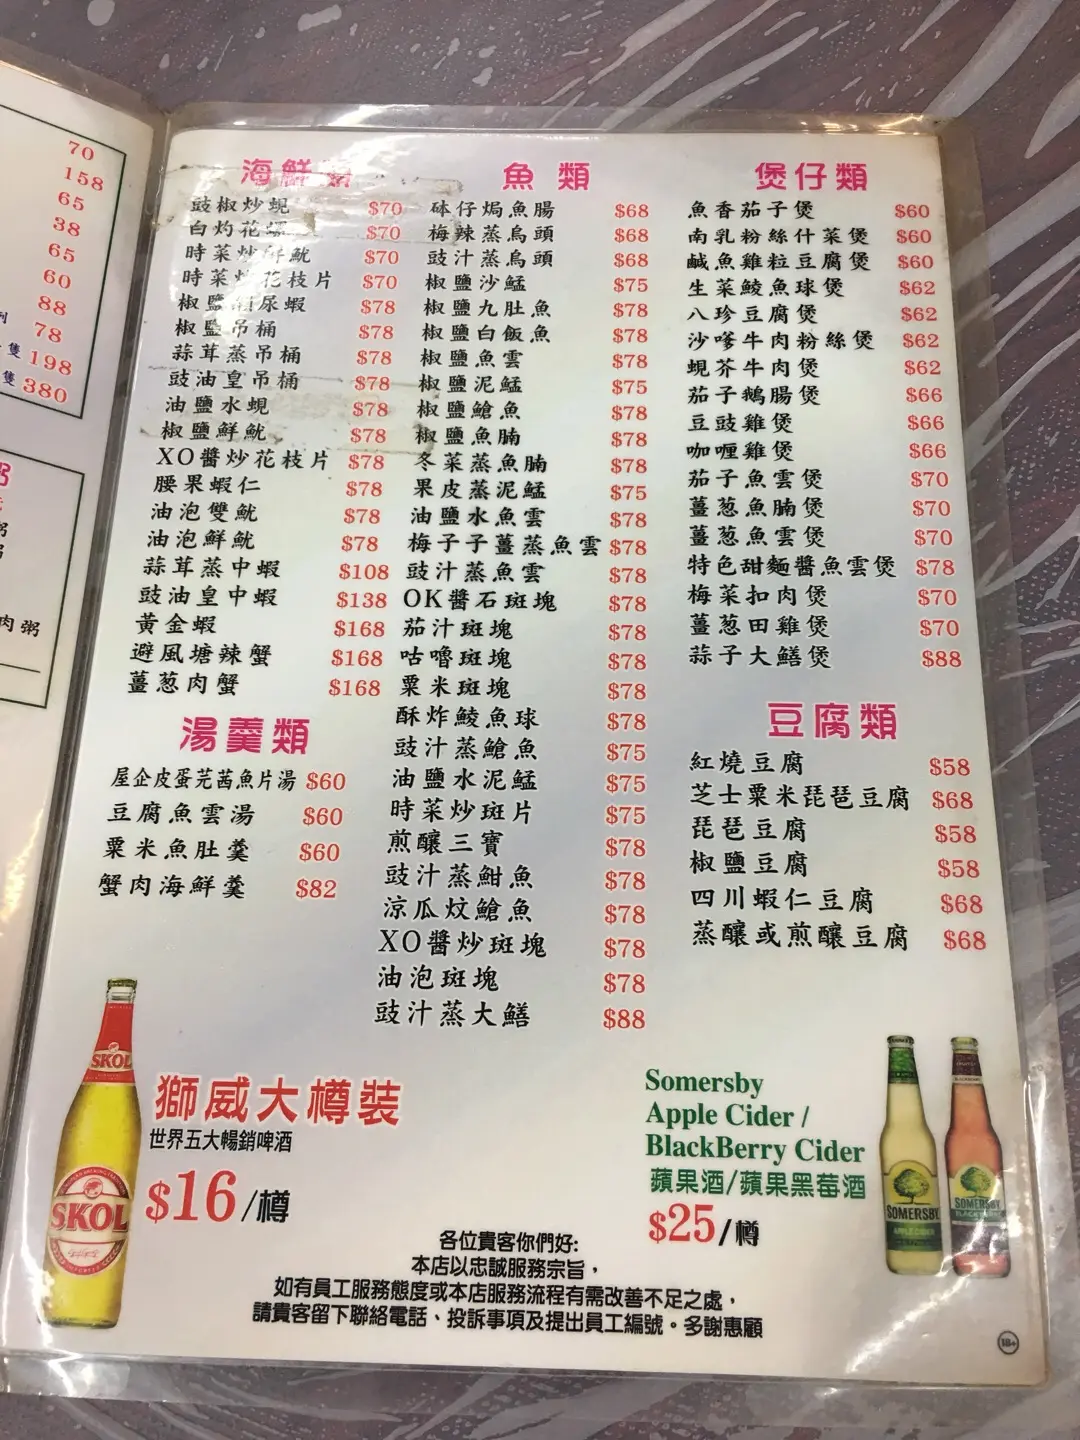 70
158
65
38
65
60
88
78
隻 198
隻 380
粥
肉粥
海鮮類
豉椒炒蜆 $70
白灼花螺 $70
時菜炒鮮魷 $70
時菜炒花枝片 $70
椒鹽瀨尿蝦 $78
椒鹽吊桶 $78
蒜茸蒸吊桶 $78
豉油皇吊桶 $78
油鹽水蜆 $78
椒鹽鮮魷 $78
XO醬炒花枝片 $78
腰果蝦仁 $78
油泡雙魷 $78
油泡鮮魷 $78
蒜茸蒸中蝦 $108
豉油皇中蝦 $138
黃金蝦 $168
避風塘辣蟹 $168
薑葱肉蟹 $168
湯羹類
屋企皮蛋芫茜魚片湯 $60
豆腐魚雲湯 $60
粟米魚肚羹 $60
蟹肉海鮮羹 $82
魚類
砵仔焗魚腸 $68
梅辣蒸烏頭 $68
豉汁蒸烏頭 $68
椒鹽沙鯭 $75
椒鹽九肚魚 $78
椒鹽白飯魚 $78
椒鹽魚雲 $78
椒鹽泥鯭 $75
椒鹽鎗魚 $78
椒鹽魚腩 $78
冬菜蒸魚腩 $78
果皮蒸泥鯭 $75
油鹽水魚雲 $78
梅子子薑蒸魚雲 $78
豉汁蒸魚雲 $78
OK醬石斑塊 $78
茄汁斑塊 $78
咕嚕斑塊 $78
粟米斑塊 $78
酥炸鯪魚球 $78
豉汁蒸鎗魚 $75
油鹽水泥鯭 $75
時菜炒斑片 $75
煎釀三寶 $78
豉汁蒸鮒魚 $78
涼瓜炆鎗魚 $78
XO醬炒斑塊 $78
油泡斑塊 $78
豉汁蒸大鱔 $88
煲仔類
魚香茄子煲 $60
南乳粉絲什菜煲 $60
鹹魚雞粒豆腐煲 $60
生菜鯪魚球煲 $62
八珍豆腐煲 $62
沙嗲牛肉粉絲煲 $62
蜆芥牛肉煲 $62
茄子鵝腸煲 $66
豆豉雞煲 $66
咖喱雞煲 $66
茄子魚雲煲 $70
薑葱魚腩煲 $70
薑葱魚雲煲 $70
特色甜麵醬魚雲煲 $78
梅菜扣肉煲 $70
薑葱田雞煲 $70
蒜子大鱔煲 $88
豆腐類
紅燒豆腐 $58
芝士粟米琵琶豆腐 $68
琵琶豆腐 $58
椒鹽豆腐 $58
四川蝦仁豆腐 $68
蒸釀或煎釀豆腐 $68
SKOL
SKOL
獅威大樽裝
世界五大暢銷啤酒
$16/樽
Somersby
Apple Cider /
BlackBerry Cider
蘋果酒/蘋果黑莓酒
$25/樽
SOMERSBY
APPLE CIDER
SOMERSBY
BLACKBERRY
各位貴客你們好:
本店以忠誠服務宗旨，
如有員工服務態度或本店服務流程有需改善不足之處，
請貴客留下聯絡電話、投訴事項及提出員工編號。多謝惠顧
18+